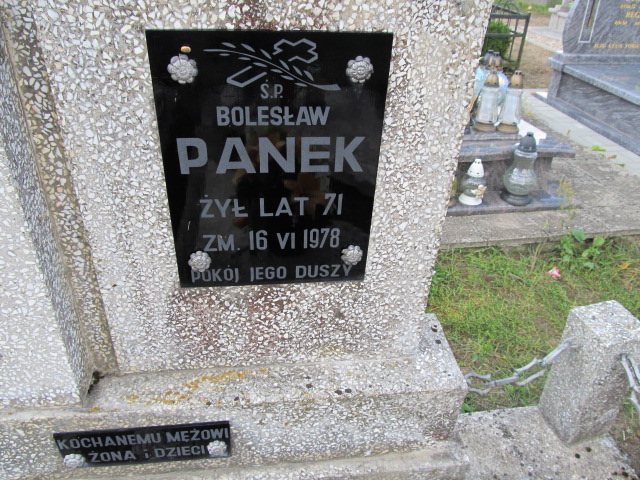 Ś.P.
BOLESŁAW
PANEK
ŻYŁ LAT 71
ZM. 16 VI 1978
POKÓJ JEGO DUSZY
KOCHANEMU MĘŻOWI
ŻONA i DZIECI